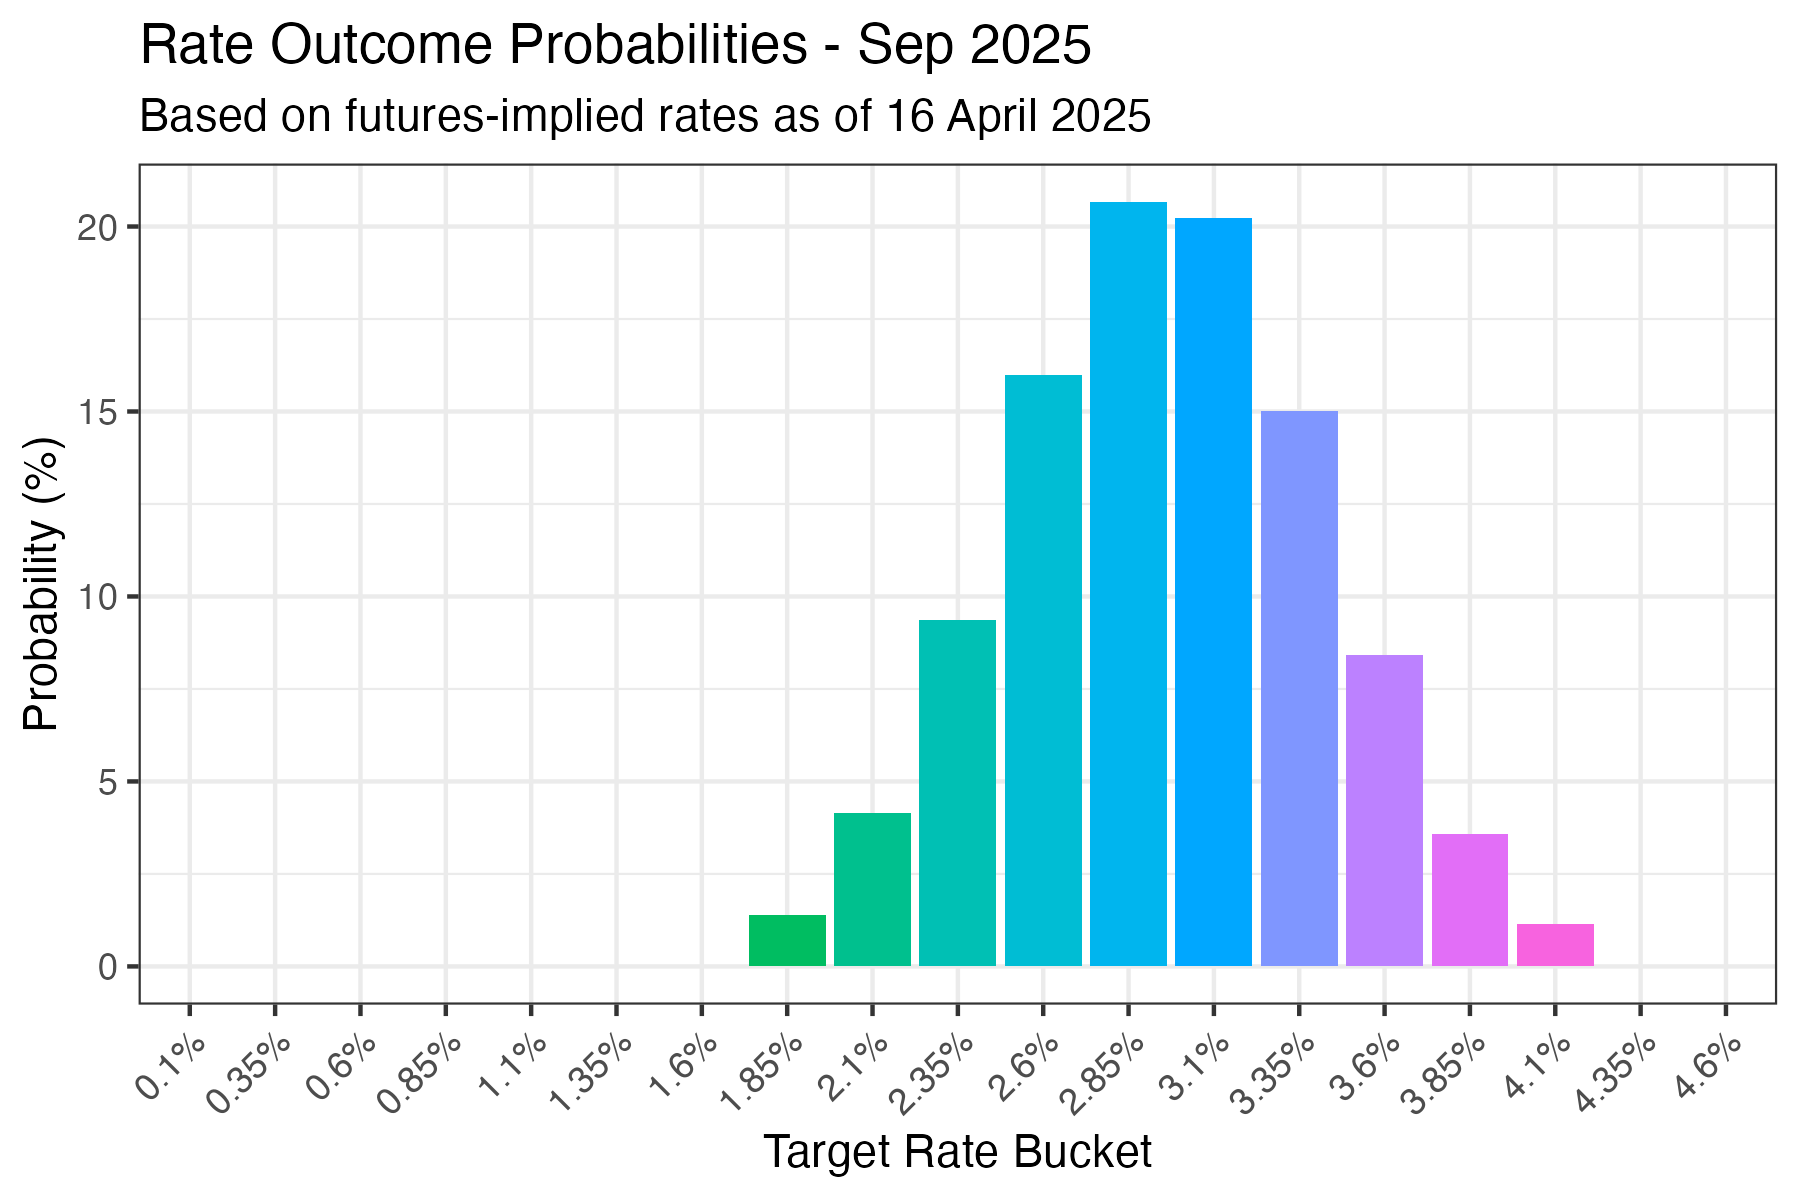 Rate Outcome Probabilities - Sep 2025
Based on futures-implied rates as of 16 April 2025
Probability (%)
20
15
10
5
0
0.1% 0.35% 0.6% 0.85% 1.1% 1.35% 1.6% 1.85% 2.1% 2.35% 2.6% 2.85% 3.1% 3.35% 3.6% 3.85% 4.1% 4.35% 4.6%
Target Rate Bucket